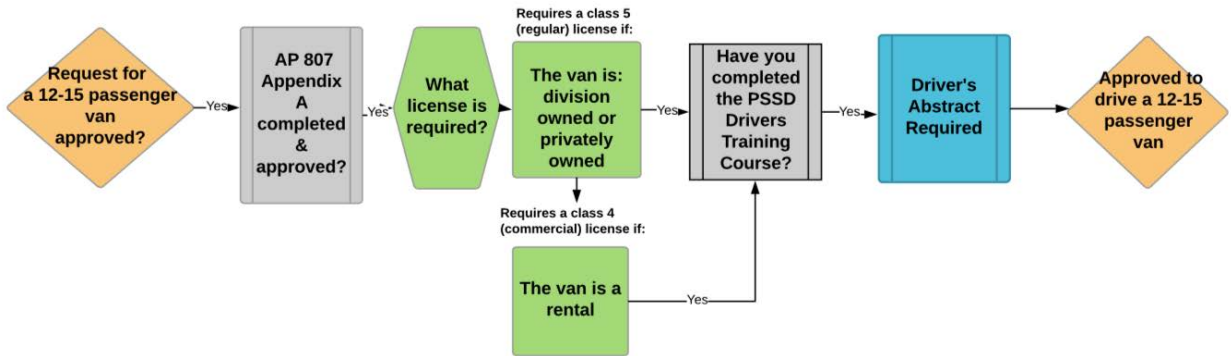 Request for
a 12-15 passenger
van
approved?
Yes
AP 807
Appendix
A
completed
&
approved?
Yes
What
license is
required?
Requires a class 5
(regular) license if:
The van is:
division
owned or
privately
owned
Yes
Requires a class 4
(commercial) license if:
The van is a
rental
Yes
Have you
completed
the PSSD
Drivers
Training
Course?
Yes
Driver's
Abstract
Required
Approved to
drive a 12-15
passenger
van